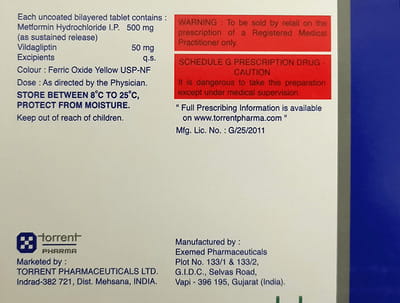 Each uncoated bilayered tablet contains :
Metformin Hydrochloride I.P. 500 mg
(as sustained release)
Vildagliptin 50 mg
Excipients q.s.
Colour : Ferric Oxide Yellow USP-NF
Dose : As directed by the Physician.
STORE BETWEEN 8°C TO 25°C,
PROTECT FROM MOISTURE.
Keep out of reach of children.
WARNING : To be sold by retail on the
prescription of a Registered Medical
Practitioner only.
SCHEDULE G PRESCRIPTION DRUG -
CAUTION
It is dangerous to take this preparation
except under medical supervision
" Full Prescribing Information is available
on www.torrentpharma.com "
Mfg. Lic. No. : G/25/2011
torrent
PHARMA
Marketed by :
TORRENT PHARMACEUTICALS LTD.
Indrad-382 721, Dist. Mehsana, INDIA.
Manufactured by :
Exemed Pharmaceuticals
Plot No. 133/1 & 133/2,
G.I.D.C., Selvas Road,
Vapi - 396 195, Gujarat (India).